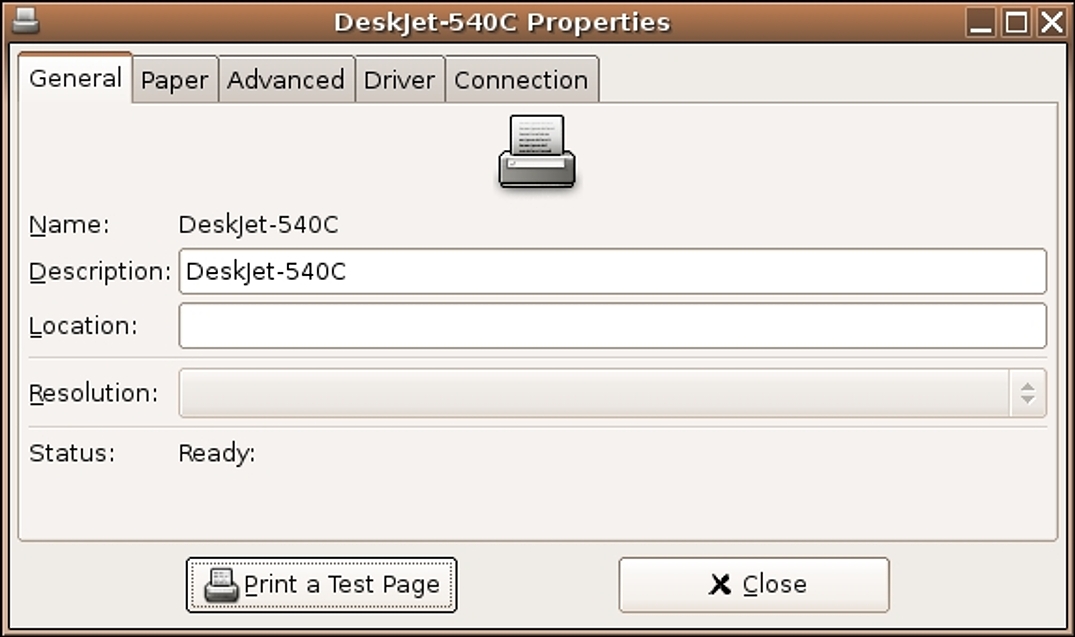 DeskJet-540C Properties
General Paper Advanced Driver Connection
Name: DeskJet-540C
Description: DeskJet-540C
Location:
Resolution:
Status: Ready:
Print a Test Page Close